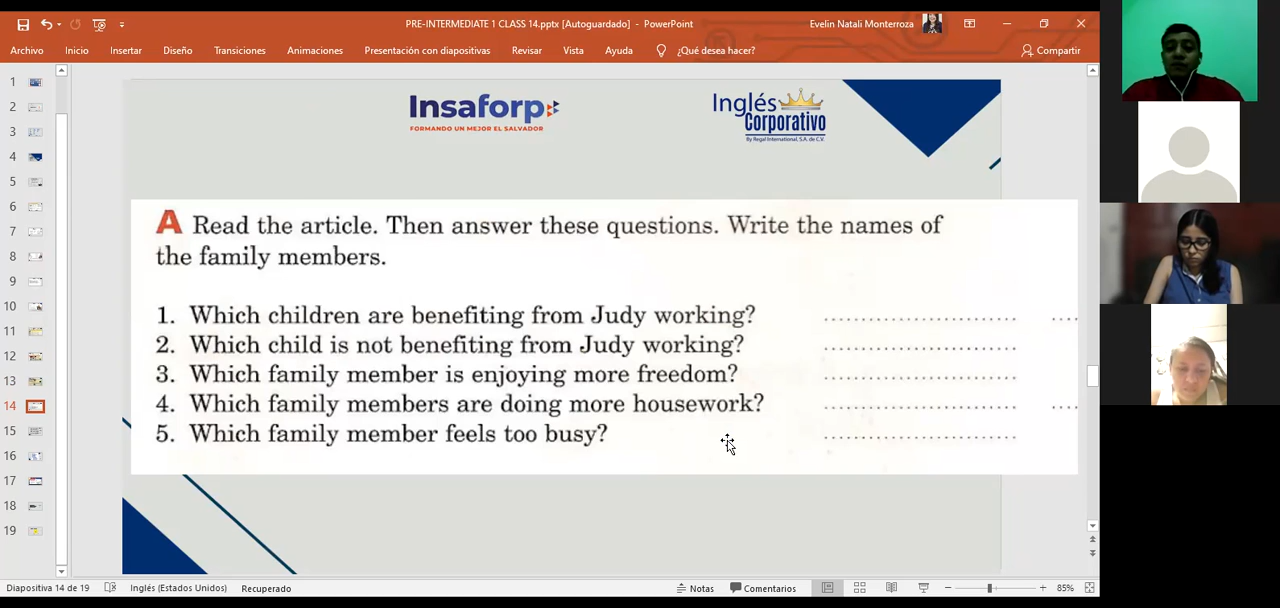 PRE-INTERMEDIATE 1 CLASS 14.pptx [Autoguardado] - PowerPoint
Evelin Natali Monterroza
Archivo Inicio Insertar Diseño Transiciones Animaciones Presentación con diapositivas Revisar Vista Ayuda ¿Qué desea hacer? Compartir
1
2
3
4
5
6
7
8
9
10
11
12
13
14
15
16
17
18
19
Insaforp
FORMANDO UN MEJOR EL SALVADOR
Inglés
Corporativo
By Regal International, S.A. de C.V.
A Read the article. Then answer these questions. Write the names of
the family members.
1. Which children are benefiting from Judy working?
2. Which child is not benefiting from Judy working?
3. Which family member is enjoying more freedom?
4. Which family members are doing more housework?
5. Which family member feels too busy?
Diapositiva 14 de 19 Inglés (Estados Unidos) Recuperado Notas Comentarios 85%